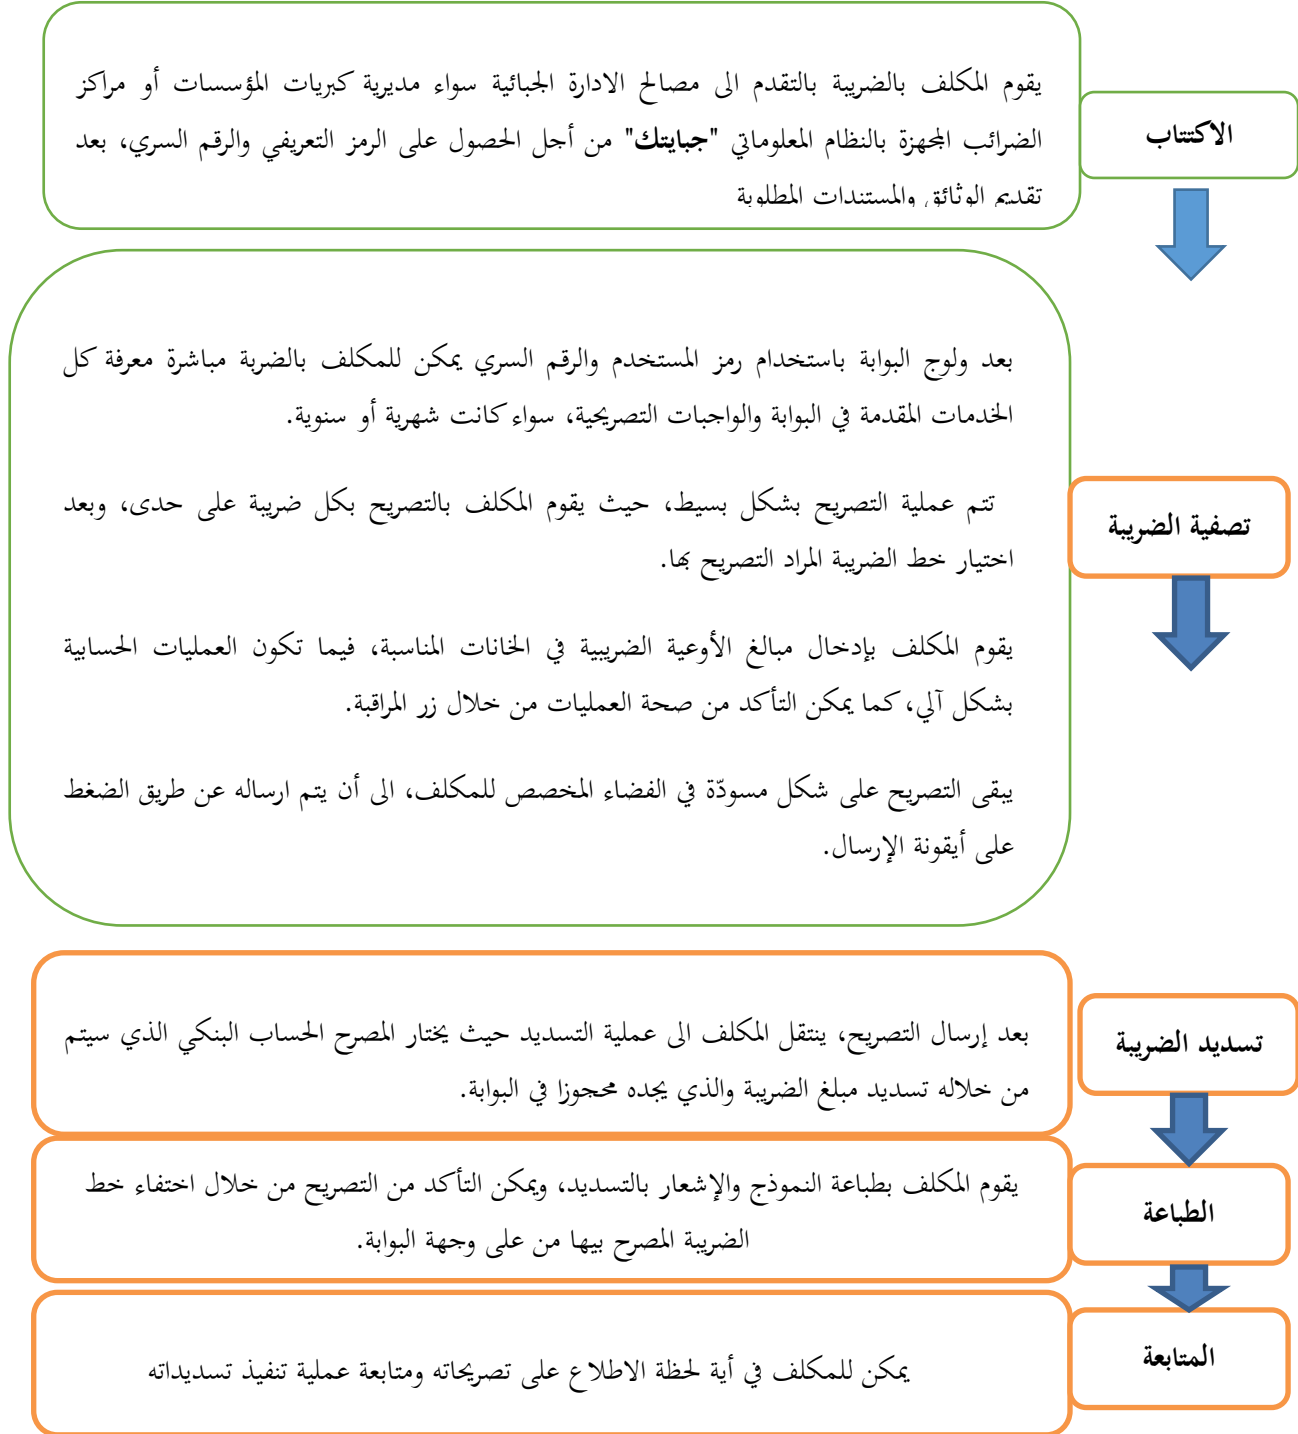 الاكتتاب
يقوم المكلف بالضريبة بالتقدم الى مصالح الادارة الجبائية سواء مديرية كبريات المؤسسات أو مراكز
الضرائب المجهزة بالنظام المعلوماتي "جبايتك" من أجل الحصول على الرمز التعريفي والرقم السري، بعد
تقديم الوثائق والمستندات المطلوبة
تصفية الضريبة
بعد ولوج البوابة باستخدام رمز المستخدم والرقم السري يمكن للمكلف بالضربة مباشرة معرفة كل
الخدمات المقدمة في البوابة والواجبات التصريحية، سواء كانت شهرية أو سنوية.
تتم عملية التصريح بشكل بسيط، حيث يقوم المكلف بالتصريح بكل ضريبة على حدى، وبعد
اختيار خط الضريبة المراد التصريح بها.
يقوم المكلف بإدخال مبالغ الأوعية الضريبية في الخانات المناسبة، فيما تكون العمليات الحسابية
بشكل آلي، كما يمكن التأكد من صحة العمليات من خلال زر المراقبة.
يبقى التصريح على شكل مسودّة في الفضاء المخصص للمكلف، الى أن يتم ارساله عن طريق الضغط
على أيقونة الإرسال.
تسديد الضريبة
بعد إرسال التصريح، ينتقل المكلف الى عملية التسديد حيث يختار المصرح الحساب البنكي الذي سيتم
من خلاله تسديد مبلغ الضريبة والذي يجده محجوزا في البوابة.
الطباعة
يقوم المكلف بطباعة النموذج والإشعار بالتسديد، ويمكن التأكد من التصريح من خلال اختفاء خط
الضريبة المصرح بيها من على وجهة البوابة.
المتابعة
يمكن للمكلف في أية لحظة الاطلاع على تصريحاته ومتابعة عملية تنفيذ تسديداته